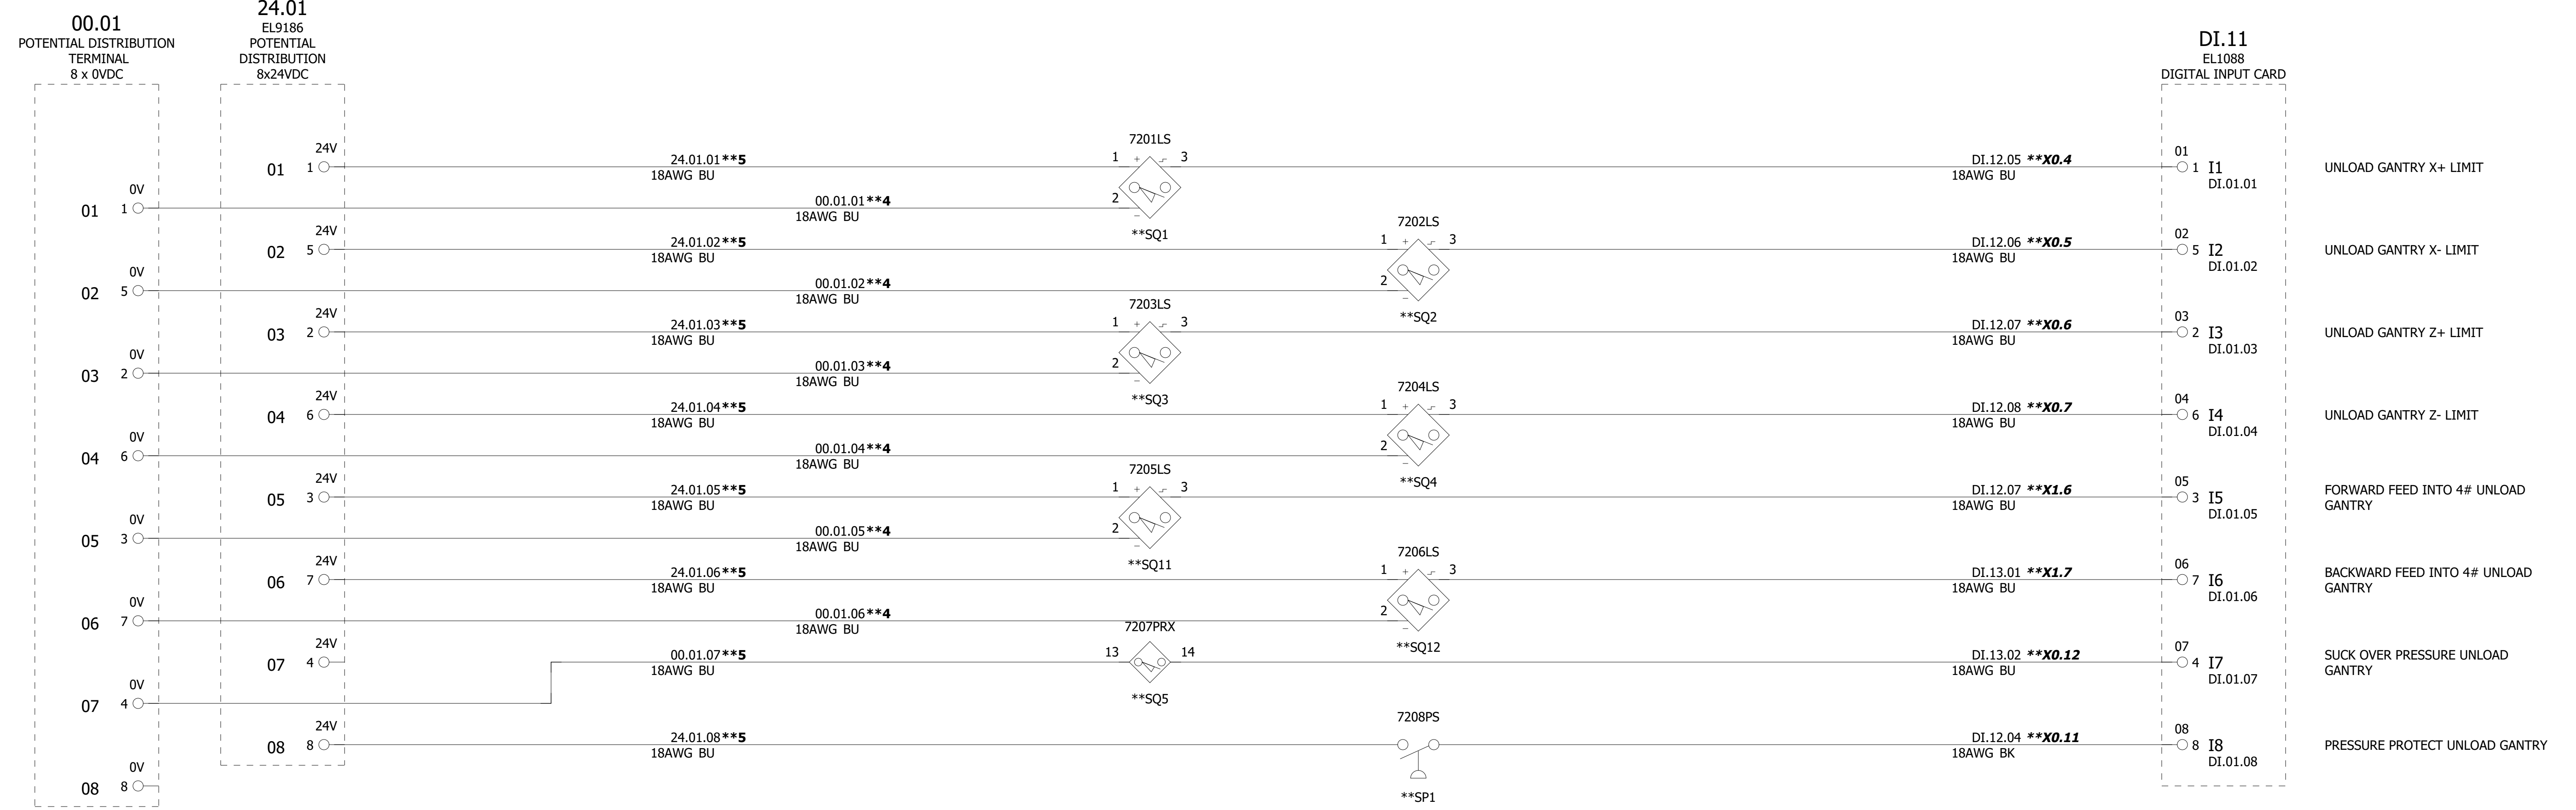 00.01
POTENTIAL DISTRIBUTION
TERMINAL
8 x 0VDC
24.01
EL9186
POTENTIAL
DISTRIBUTION
8x24VDC
DI.11
EL1088
DIGITAL INPUT CARD
7201LS
24V
01 1
24.01.01**5
18AWG BU
1 + 3
DI.12.05 **X0.4
18AWG BU
01
1 I1
DI.01.01
UNLOAD GANTRY X+ LIMIT
0V
01 1
00.01.01**4
18AWG BU
2
-
**SQ1
7202LS
24V
02 5
24.01.02**5
18AWG BU
1 + 3
DI.12.06 **X0.5
18AWG BU
02
5 I2
DI.01.02
UNLOAD GANTRY X- LIMIT
0V
02 5
00.01.02**4
18AWG BU
2
-
**SQ2
7203LS
24V
03 2
24.01.03**5
18AWG BU
1 + 3
DI.12.07 **X0.6
18AWG BU
03
2 I3
DI.01.03
UNLOAD GANTRY Z+ LIMIT
0V
03 2
00.01.03**4
18AWG BU
2
-
**SQ3
7204LS
24V
04 6
24.01.04**5
18AWG BU
1 + 3
DI.12.08 **X0.7
18AWG BU
04
6 I4
DI.01.04
UNLOAD GANTRY Z- LIMIT
0V
04 6
00.01.04**4
18AWG BU
2
-
**SQ4
7205LS
24V
05 3
24.01.05**5
18AWG BU
1 + 3
DI.12.07 **X1.6
18AWG BU
05
3 I5
DI.01.05
FORWARD FEED INTO 4# UNLOAD
GANTRY
0V
05 3
00.01.05**4
18AWG BU
2
-
**SQ11
7206LS
24V
06 7
24.01.06**5
18AWG BU
1 + 3
DI.13.01 **X1.7
18AWG BU
06
7 I6
DI.01.06
BACKWARD FEED INTO 4# UNLOAD
GANTRY
0V
06 7
00.01.06**4
18AWG BU
2
-
**SQ12
7207PRX
24V
07 4
00.01.07**5
18AWG BU
13 14
DI.13.02 **X0.12
18AWG BU
07
4 I7
DI.01.07
SUCK OVER PRESSURE UNLOAD
GANTRY
**SQ5
0V
07 4
7208PS
24V
08 8
24.01.08**5
18AWG BU
DI.12.04 **X0.11
18AWG BK
08
8 I8
DI.01.08
PRESSURE PROTECT UNLOAD GANTRY
0V
08 8
**SP1